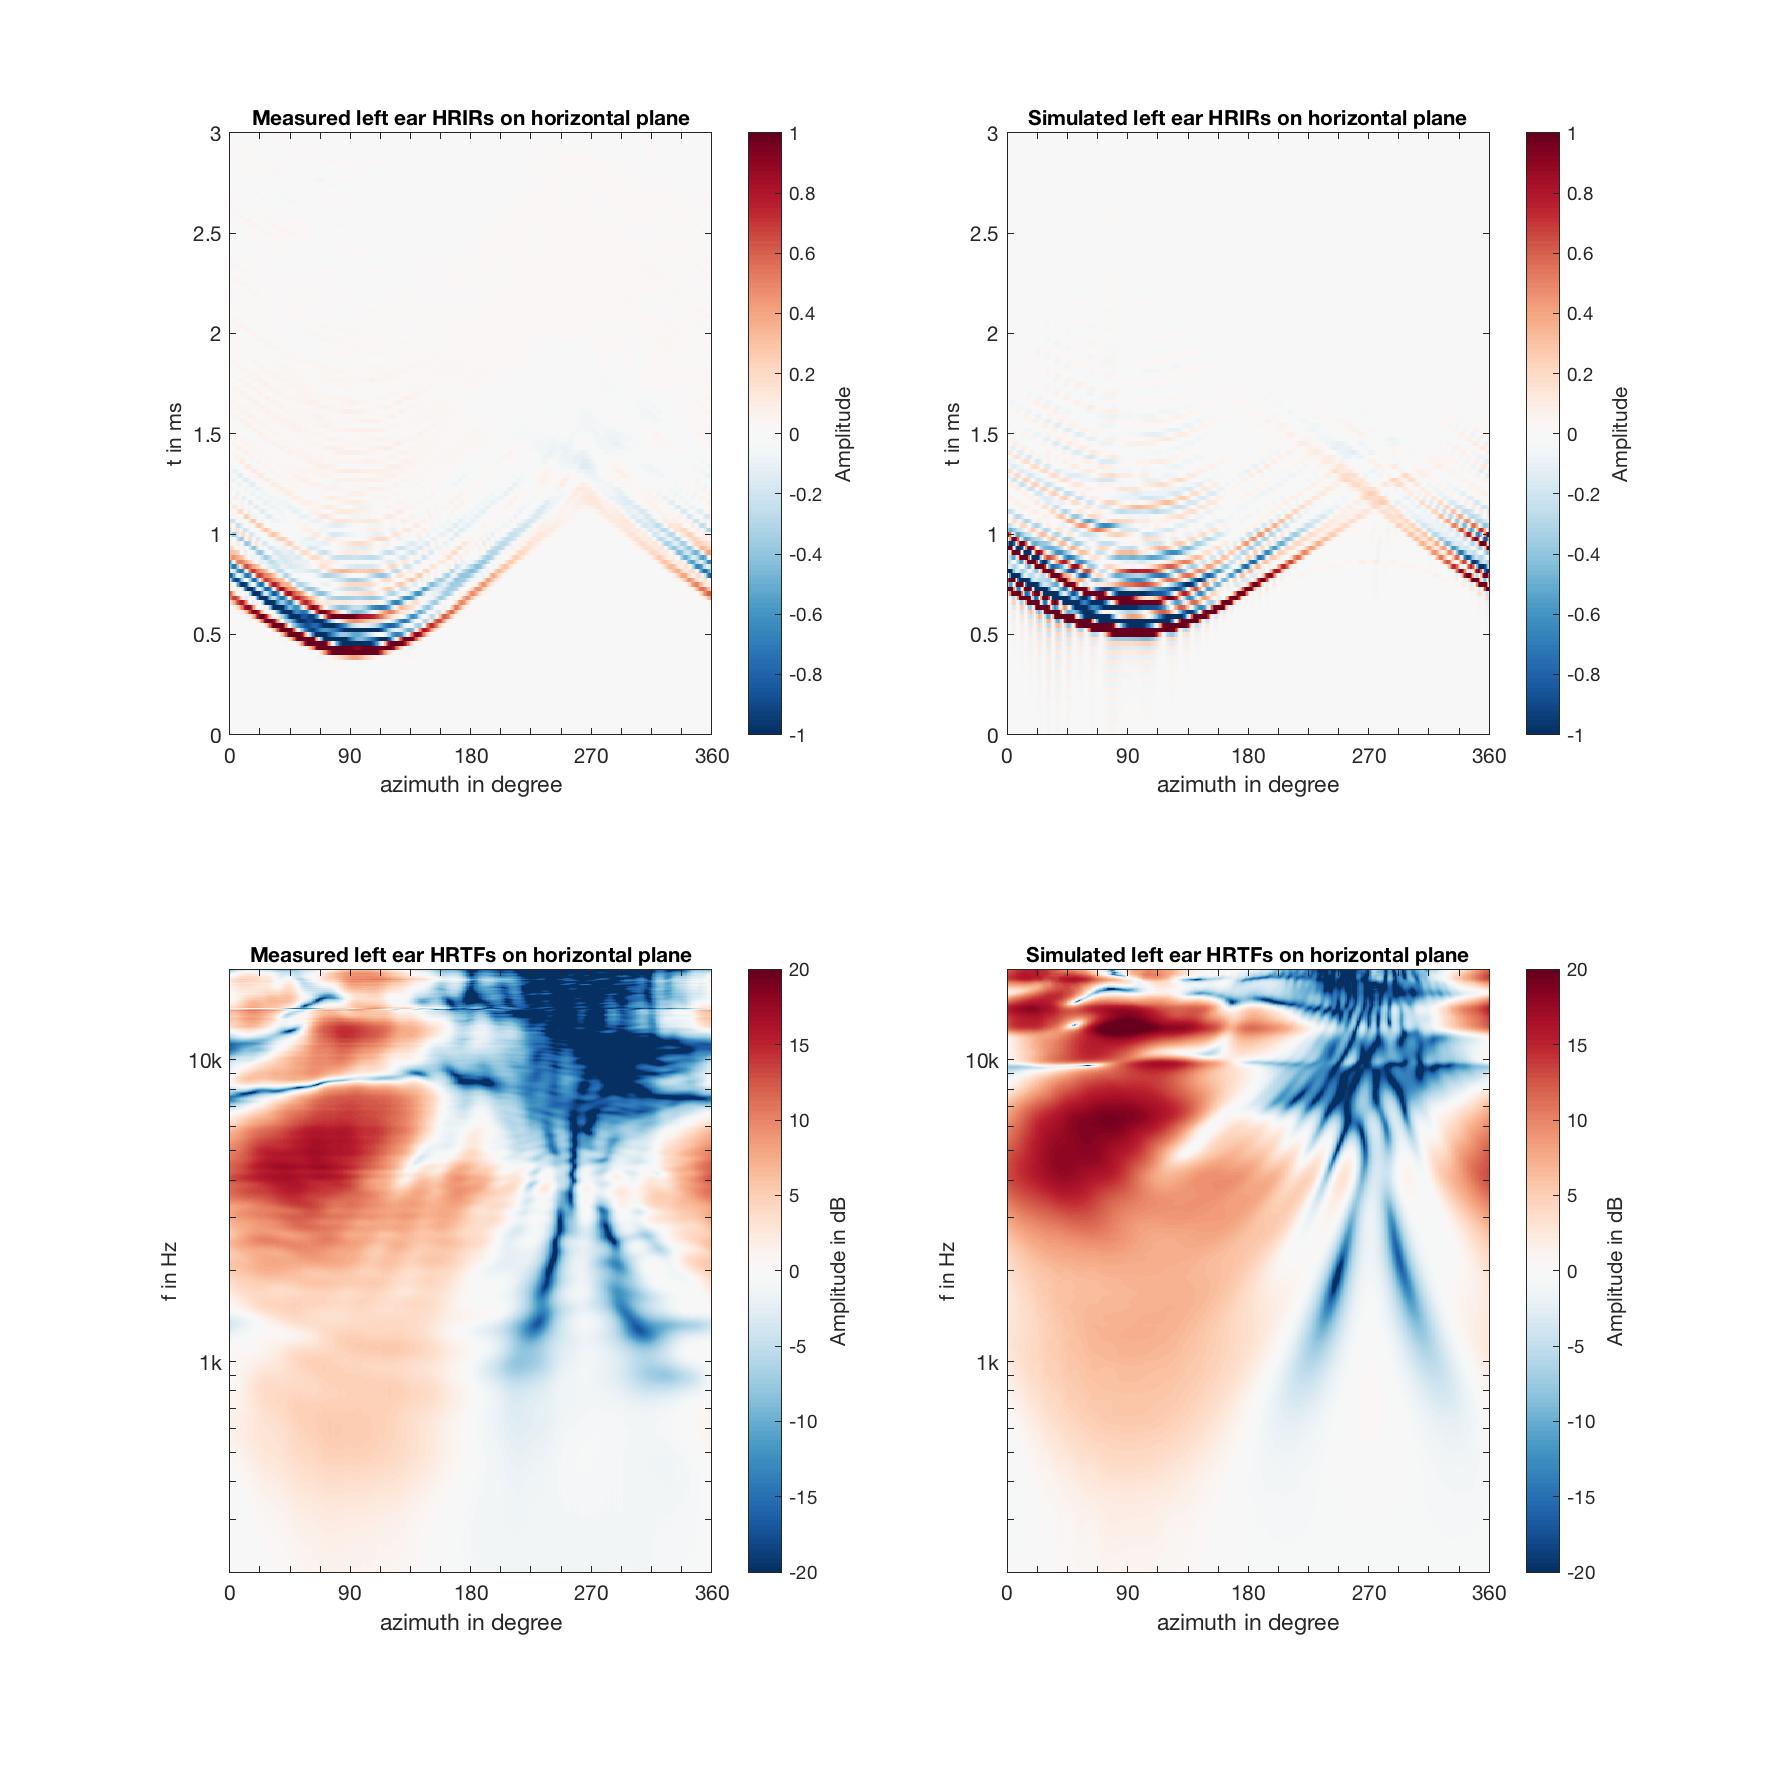 Measured left ear HRIRs on horizontal plane
3
2.5
2
1.5
1
0.5
0
t in ms
0 90 180 270 360
azimuth in degree
1
0.8
0.6
0.4
0.2
0
-0.2
-0.4
-0.6
-0.8
-1
Amplitude
Simulated left ear HRIRs on horizontal plane
3
2.5
2
1.5
1
0.5
0
t in ms
0 90 180 270 360
azimuth in degree
1
0.8
0.6
0.4
0.2
0
-0.2
-0.4
-0.6
-0.8
-1
Amplitude
Measured left ear HRTFs on horizontal plane
10k
1k
f in Hz
0 90 180 270 360
azimuth in degree
20
15
10
5
0
-5
-10
-15
-20
Amplitude in dB
Simulated left ear HRTFs on horizontal plane
10k
1k
f in Hz
0 90 180 270 360
azimuth in degree
20
15
10
5
0
-5
-10
-15
-20
Amplitude in dB